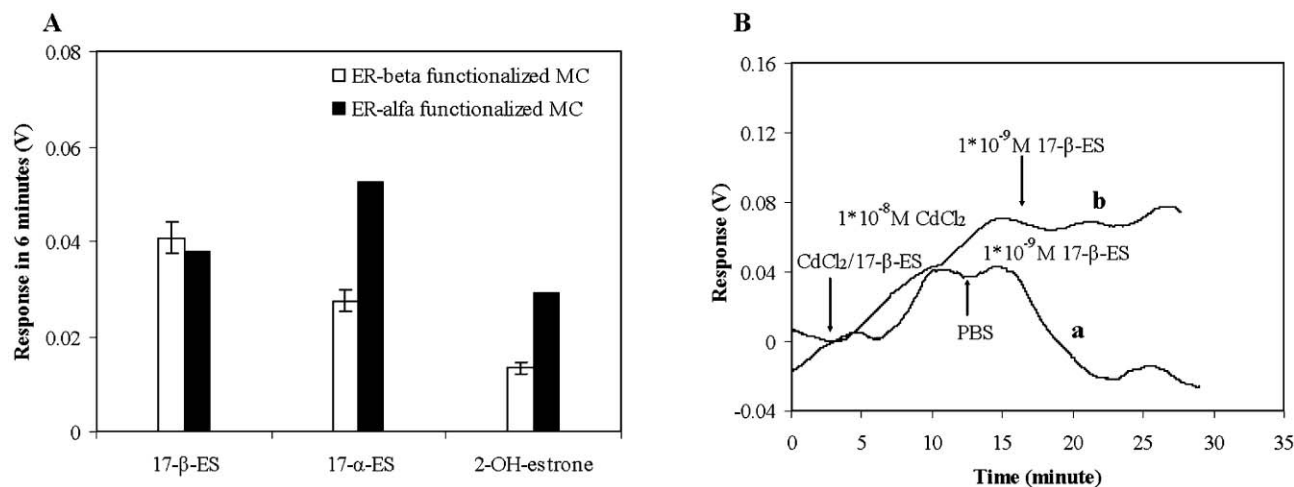 A
Response in 6 minutes (V)
0.08
0.06
0.04
0.02
0
ER-beta functionalized MC
ER-alfa functionalized MC
17-β-ES
17-α-ES
2-OH-estrone
B
Response (V)
0.16
0.12
0.08
0.04
0
-0.04
1*10⁻⁹M 17-β-ES
b
1*10⁻⁸M CdCl₂
1*10⁻⁹M 17-β-ES
CdCl₂/17-β-ES
PBS
a
0
5
10
15
20
25
30
35
Time (minute)